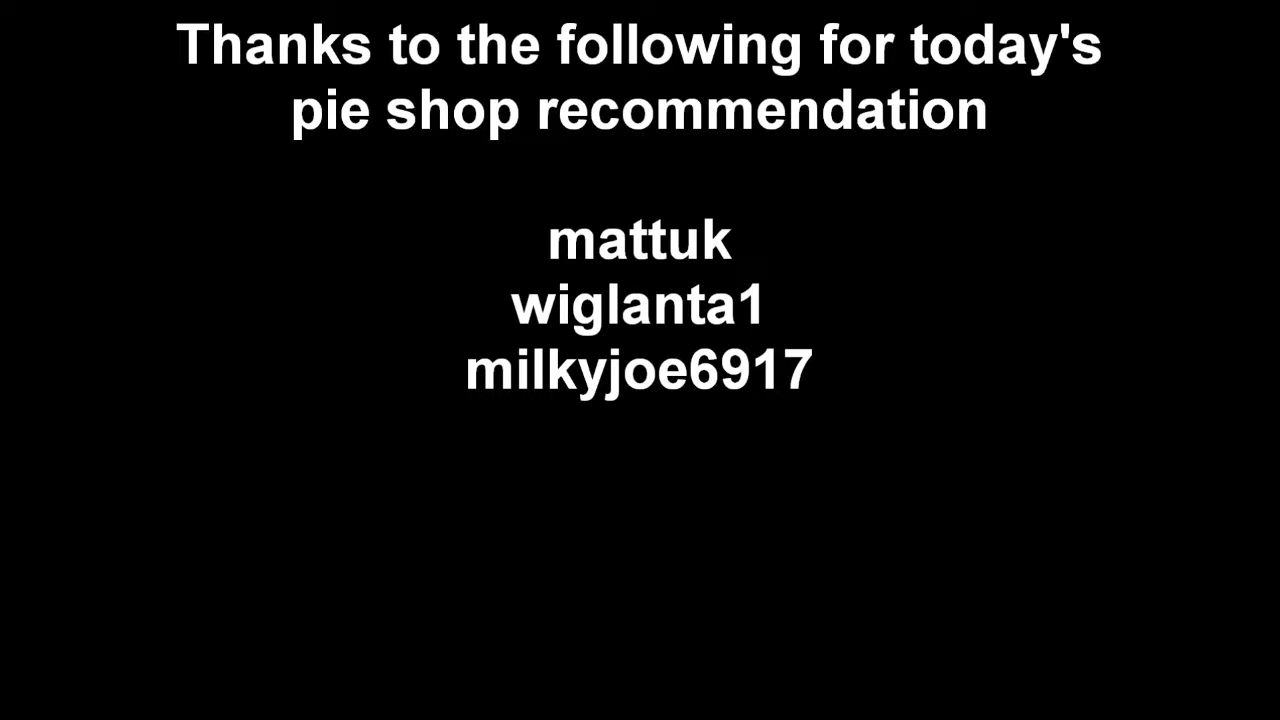 Thanks to the following for today's
pie shop recommendation
mattuk
wiglanta1
milkyjoe6917